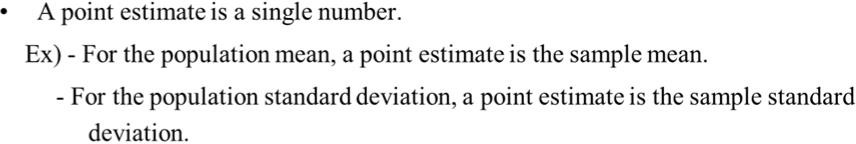 • A point estimate is a single number.
Ex) - For the population mean, a point estimate is the sample mean.
- For the population standard deviation, a point estimate is the sample standard
deviation.